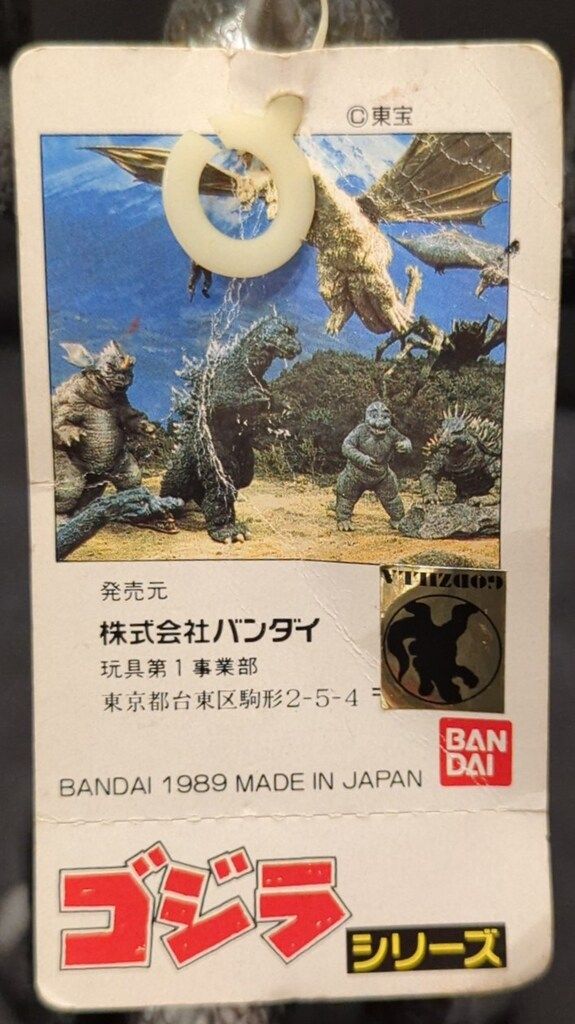 ©東宝
発売元
株式会社バンダイ
玩具第1事業部
東京都台東区駒形2-5-4
GODZILLA
BAN
DAI
BANDAI 1989 MADE IN JAPAN
ゴジラ
シリーズ